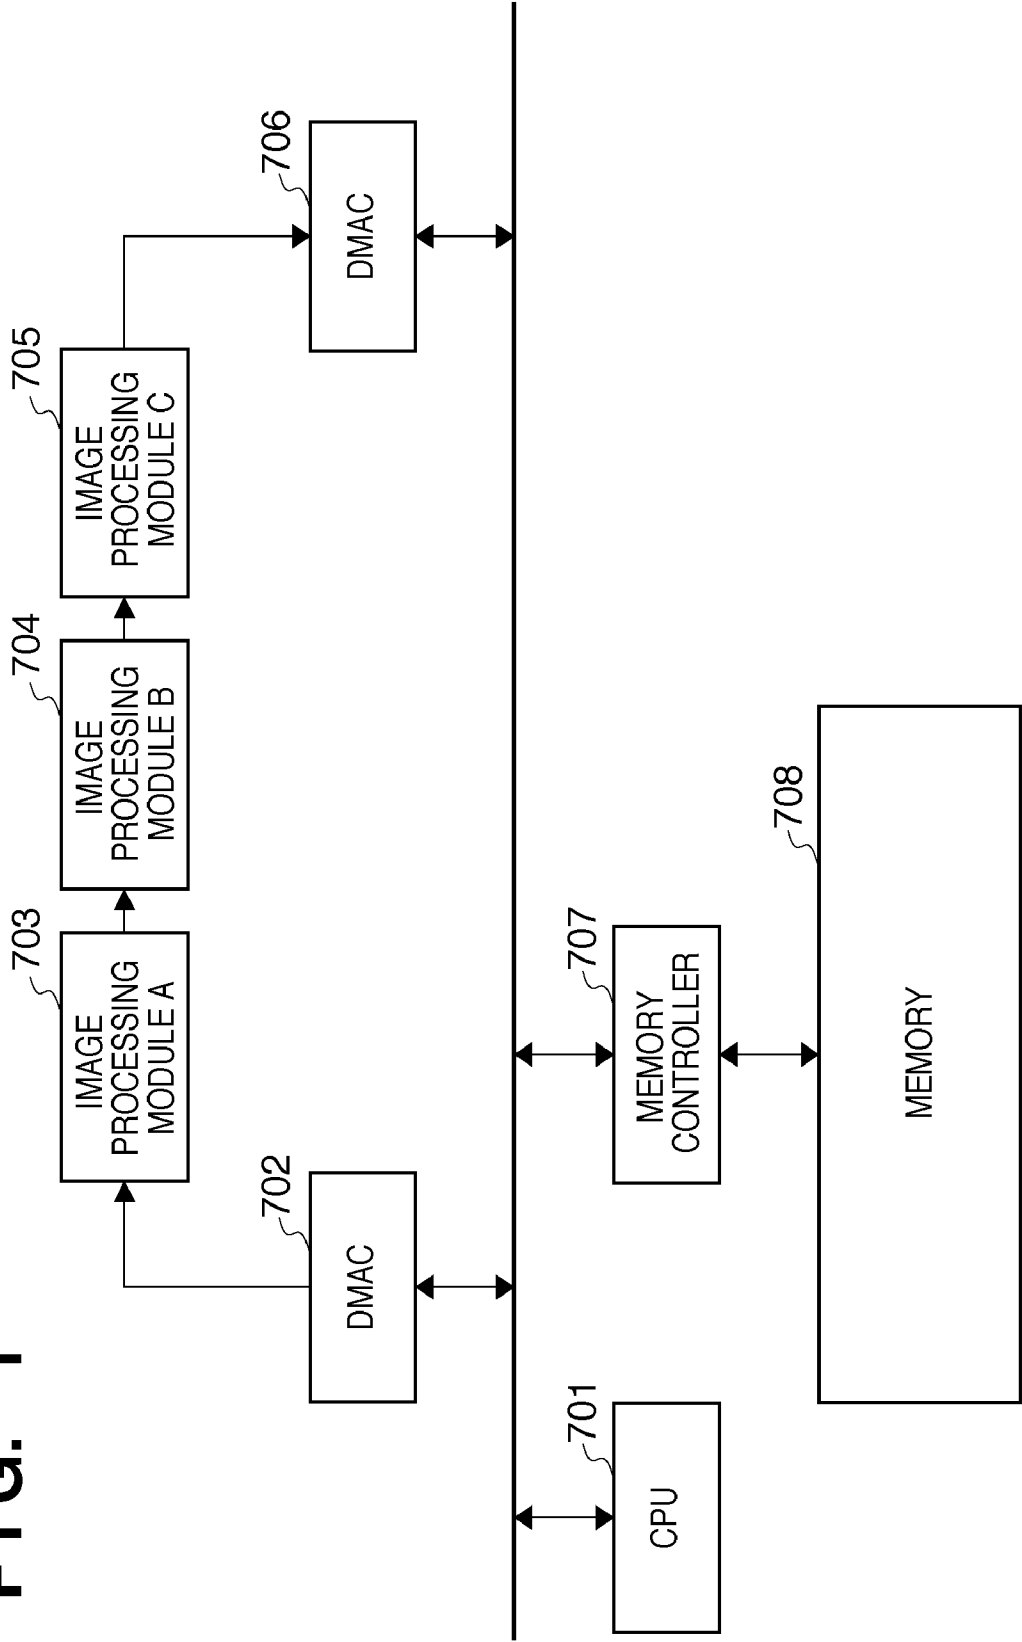 FIG. 1
703
704
705
IMAGE
PROCESSING
MODULE A
IMAGE
PROCESSING
MODULE B
IMAGE
PROCESSING
MODULE C
702
706
DMAC
DMAC
701
707
CPU
MEMORY
CONTROLLER
708
MEMORY